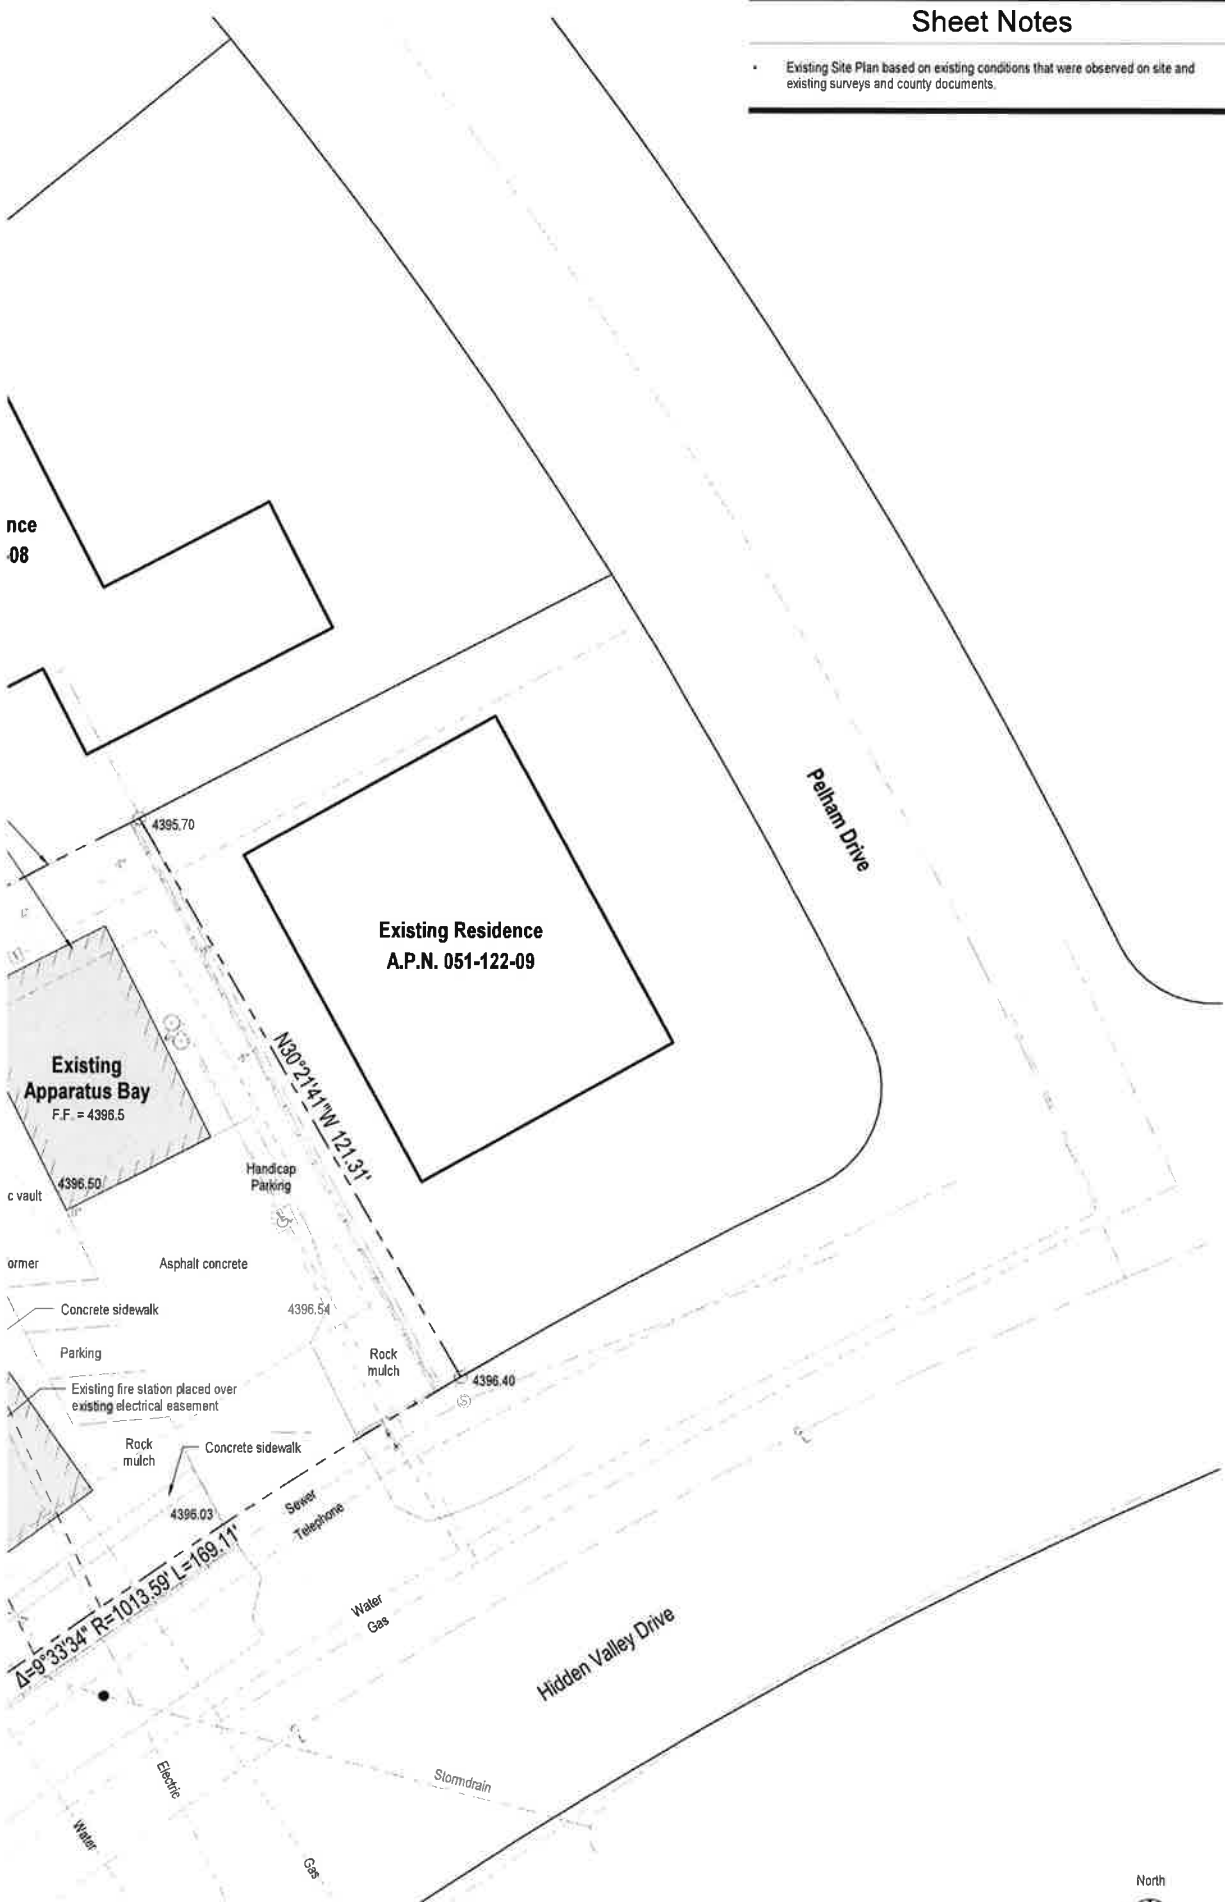 Sheet Notes
• Existing Site Plan based on existing conditions that were observed on site and
existing surveys and county documents.
nce
-08
Pelham Drive
4395.70
Existing Residence
A.P.N. 051-122-09
Existing
Apparatus Bay
F.F. = 4396.5
N30°21'41"W 121.31'
4396.50
Handicap
Parking
c vault
ormer
Asphalt concrete
Concrete sidewalk
4396.54
Parking
Rock
mulch
Existing fire station placed over
existing electrical easement
4396.40
Rock
mulch
Concrete sidewalk
4396.03
Sewer
Telephone
Δ=9°33'34" R=1013.59' L=169.11'
Water
Gas
Hidden Valley Drive
Electric
Stormdrain
Water
Gas
North